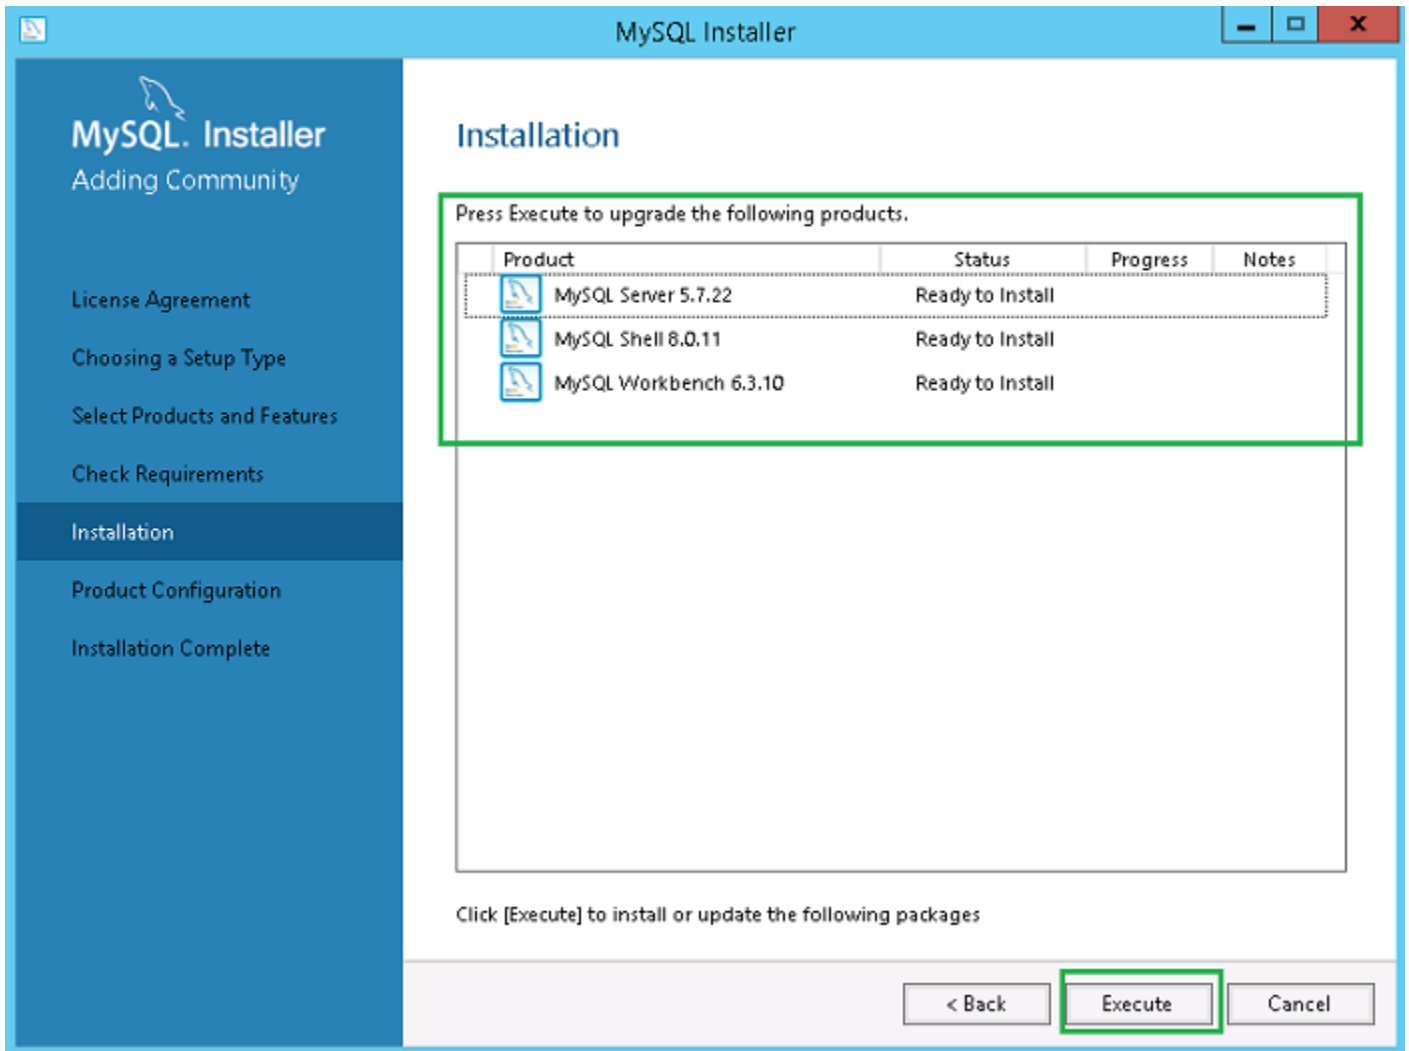 MySQL Installer
X
MySQL. Installer
Adding Community
License Agreement
Choosing a Setup Type
Select Products and Features
Check Requirements
Installation
Product Configuration
Installation Complete
Installation
Press Execute to upgrade the following products.
Product Status Progress Notes
MySQL Server 5.7.22 Ready to Install
MySQL Shell 8.0.11 Ready to Install
MySQL Workbench 6.3.10 Ready to Install
Click [Execute] to install or update the following packages
< Back Execute Cancel